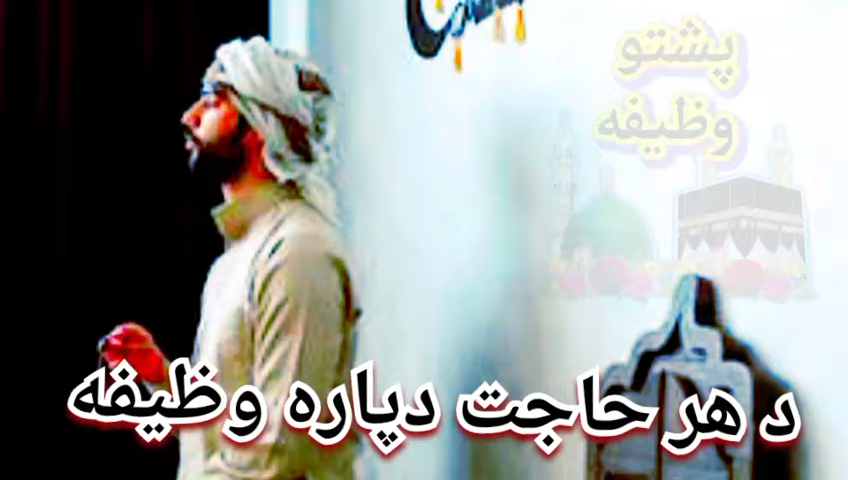 پشتو
وظیفه
د هر حاجت دپاره وظیفه